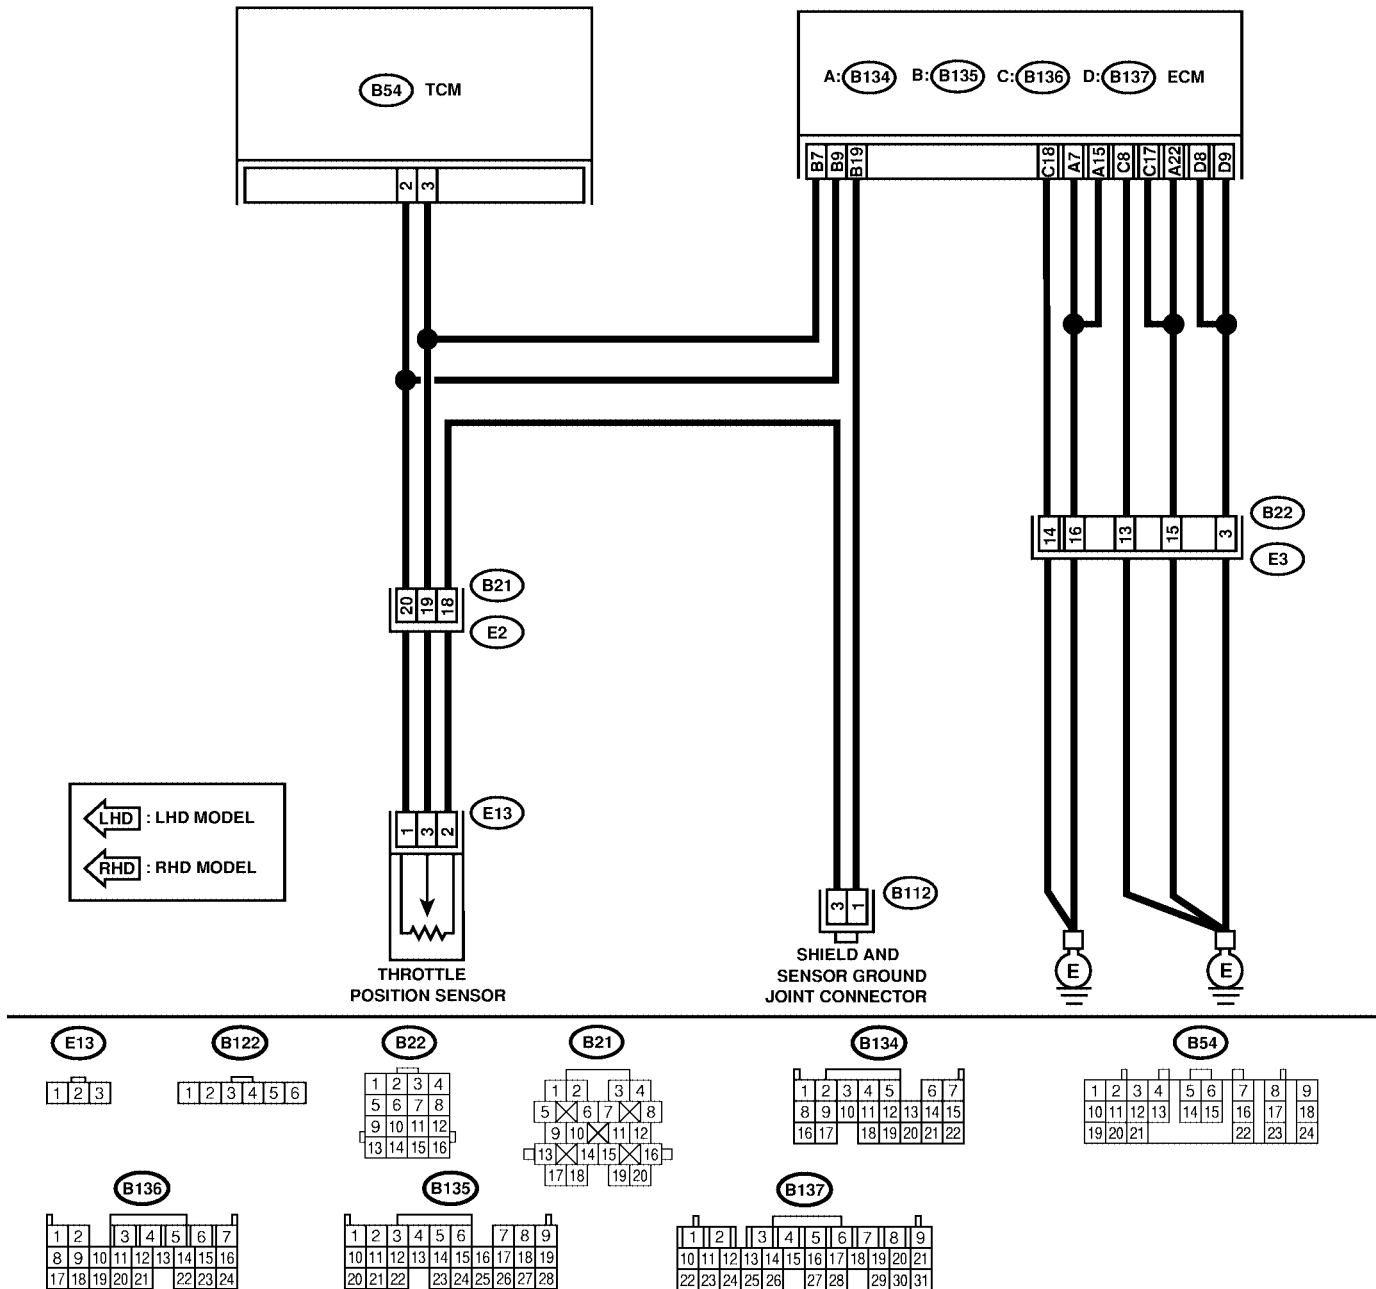 B54 TCM
A: B134 B: B135 C: B136 D: B137 ECM
2 3
B7 B9 B19 C18 A7 A15 C8 C17 A22 D8 D9
14 16 13 15 3
B22
E3
20 19 18
B21
E2
1 3 2
E13
LHD : LHD MODEL
RHD : RHD MODEL
3 1
B112
THROTTLE
POSITION SENSOR
SHIELD AND
SENSOR GROUND
JOINT CONNECTOR
E
E
E13
1 2 3
B122
1 2 3 4 5 6
B22
1 2 3 4
5 6 7 8
9 10 11 12
13 14 15 16
B21
1 2 3 4
5 6 7 8
9 10 11 12
13 14 15 16
17 18 19 20
B134
1 2 3 4 5 6 7
8 9 10 11 12 13 14 15
16 17 18 19 20 21 22
B54
1 2 3 4 5 6 7 8 9
10 11 12 13 14 15 16 17 18
19 20 21 22 23 24
B136
1 2 3 4 5 6 7
8 9 10 11 12 13 14 15 16
17 18 19 20 21 22 23 24
B135
1 2 3 4 5 6 7 8 9
10 11 12 13 14 15 16 17 18 19
20 21 22 23 24 25 26 27 28
B137
1 2 3 4 5 6 7 8 9
10 11 12 13 14 15 16 17 18 19 20 21
22 23 24 25 26 27 28 29 30 31